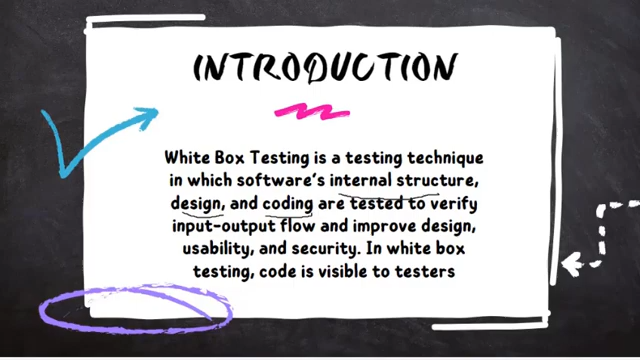 INTRODUCTION
White Box Testing is a testing technique
in which software's internal structure,
design, and coding are tested to verify
input-output flow and improve design,
usability, and security. In white box
testing, code is visible to testers